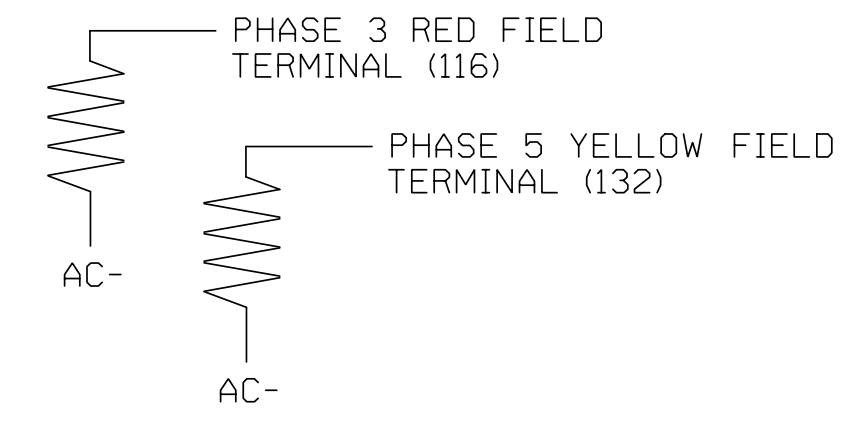 PHASE 3 RED FIELD
TERMINAL (116)
PHASE 5 YELLOW FIELD
TERMINAL (132)
AC-
AC-